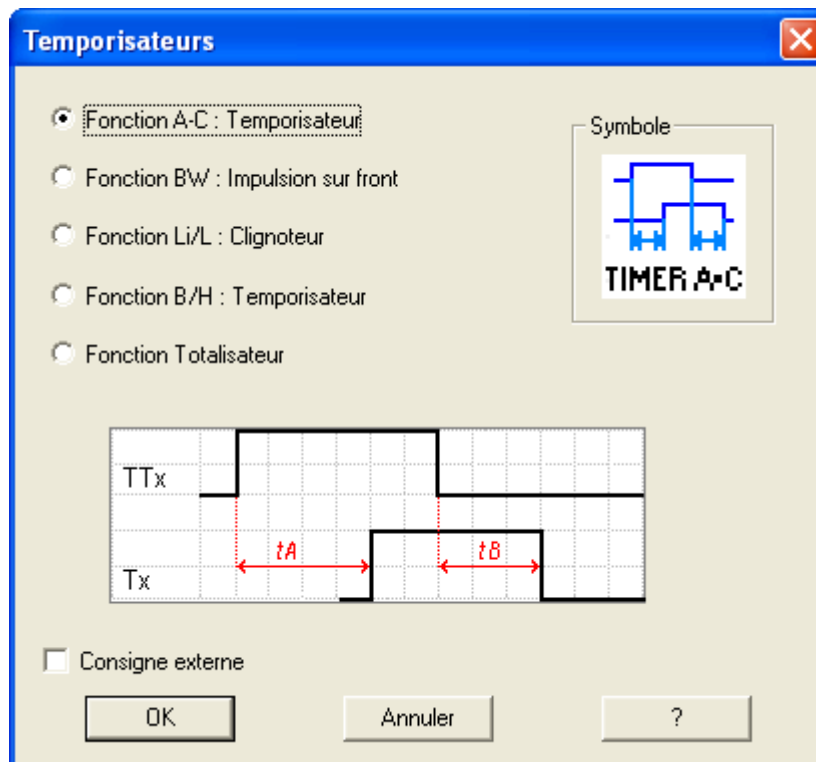 Temporisateurs
Fonction A-C : Temporisateur
Fonction BW : Impulsion sur front
Fonction Li/L : Clignoteur
Fonction B/H : Temporisateur
Fonction Totalisateur
Symbole
TIMER A•C
TTx
tA
tB
Tx
Consigne externe
OK
Annuler
?